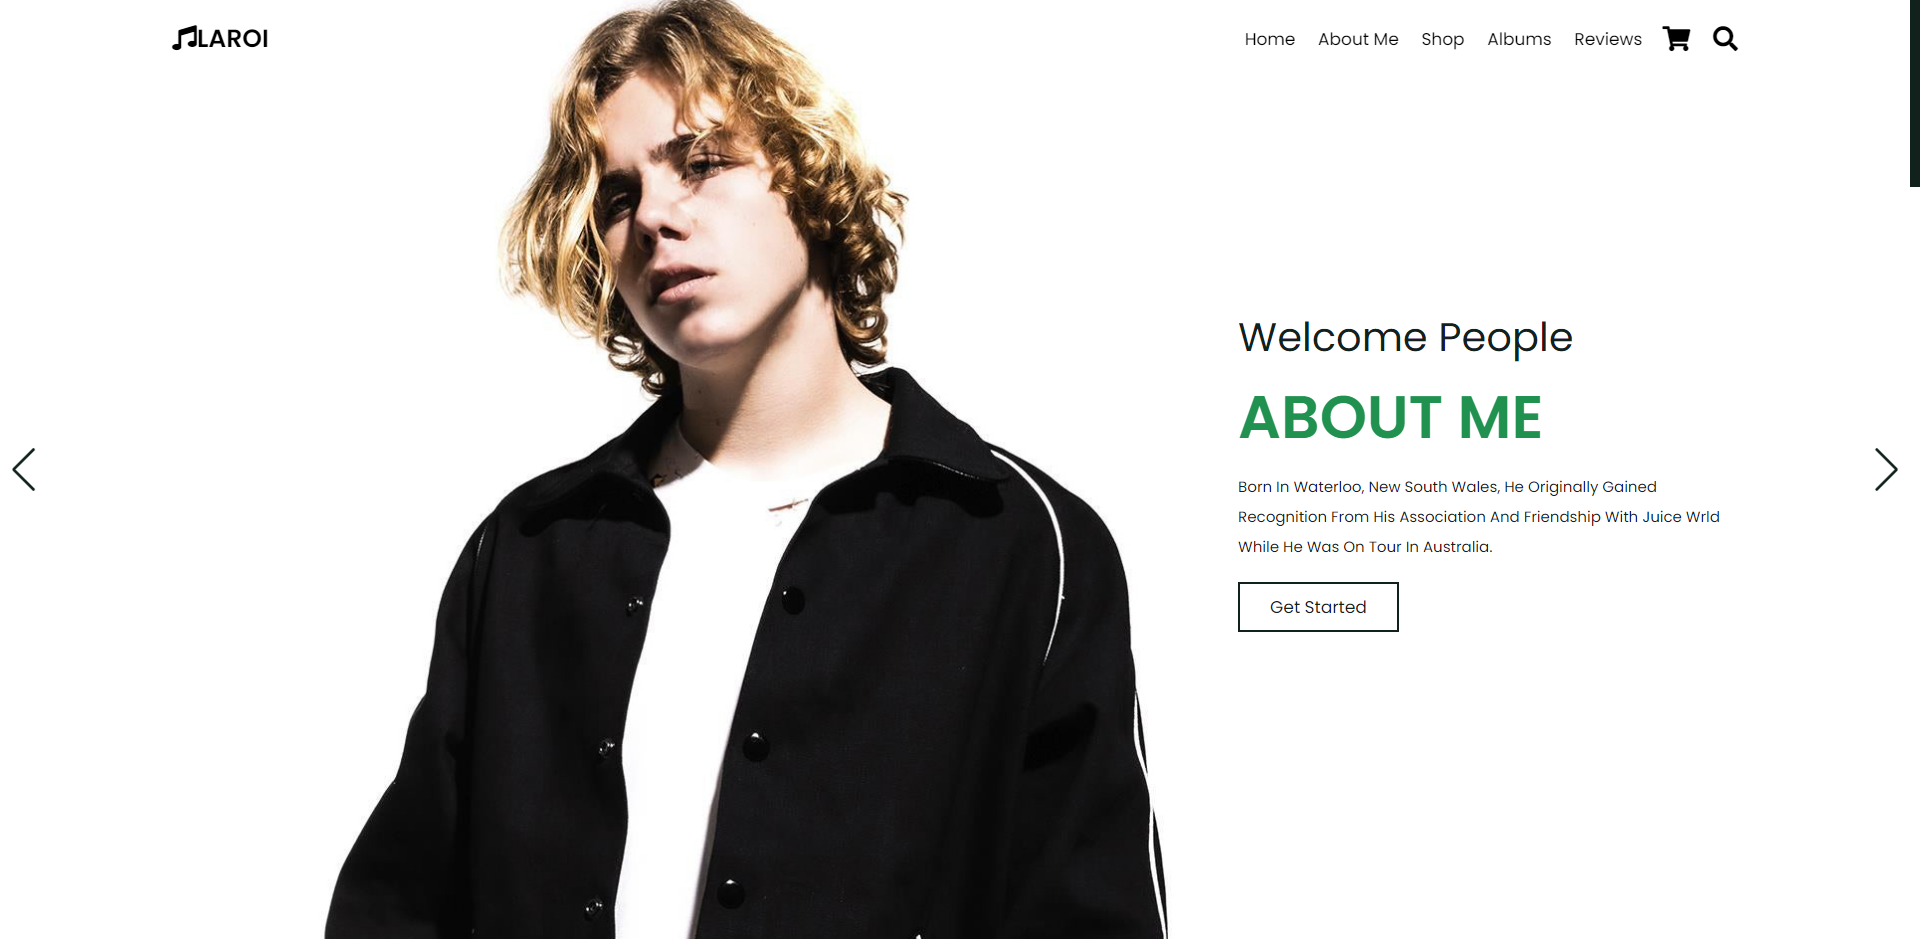 LAROI
Home About Me Shop Albums Reviews
Welcome People
ABOUT ME
Born In Waterloo, New South Wales, He Originally Gained
Recognition From His Association And Friendship With Juice Wrld
While He Was On Tour In Australia.
Get Started